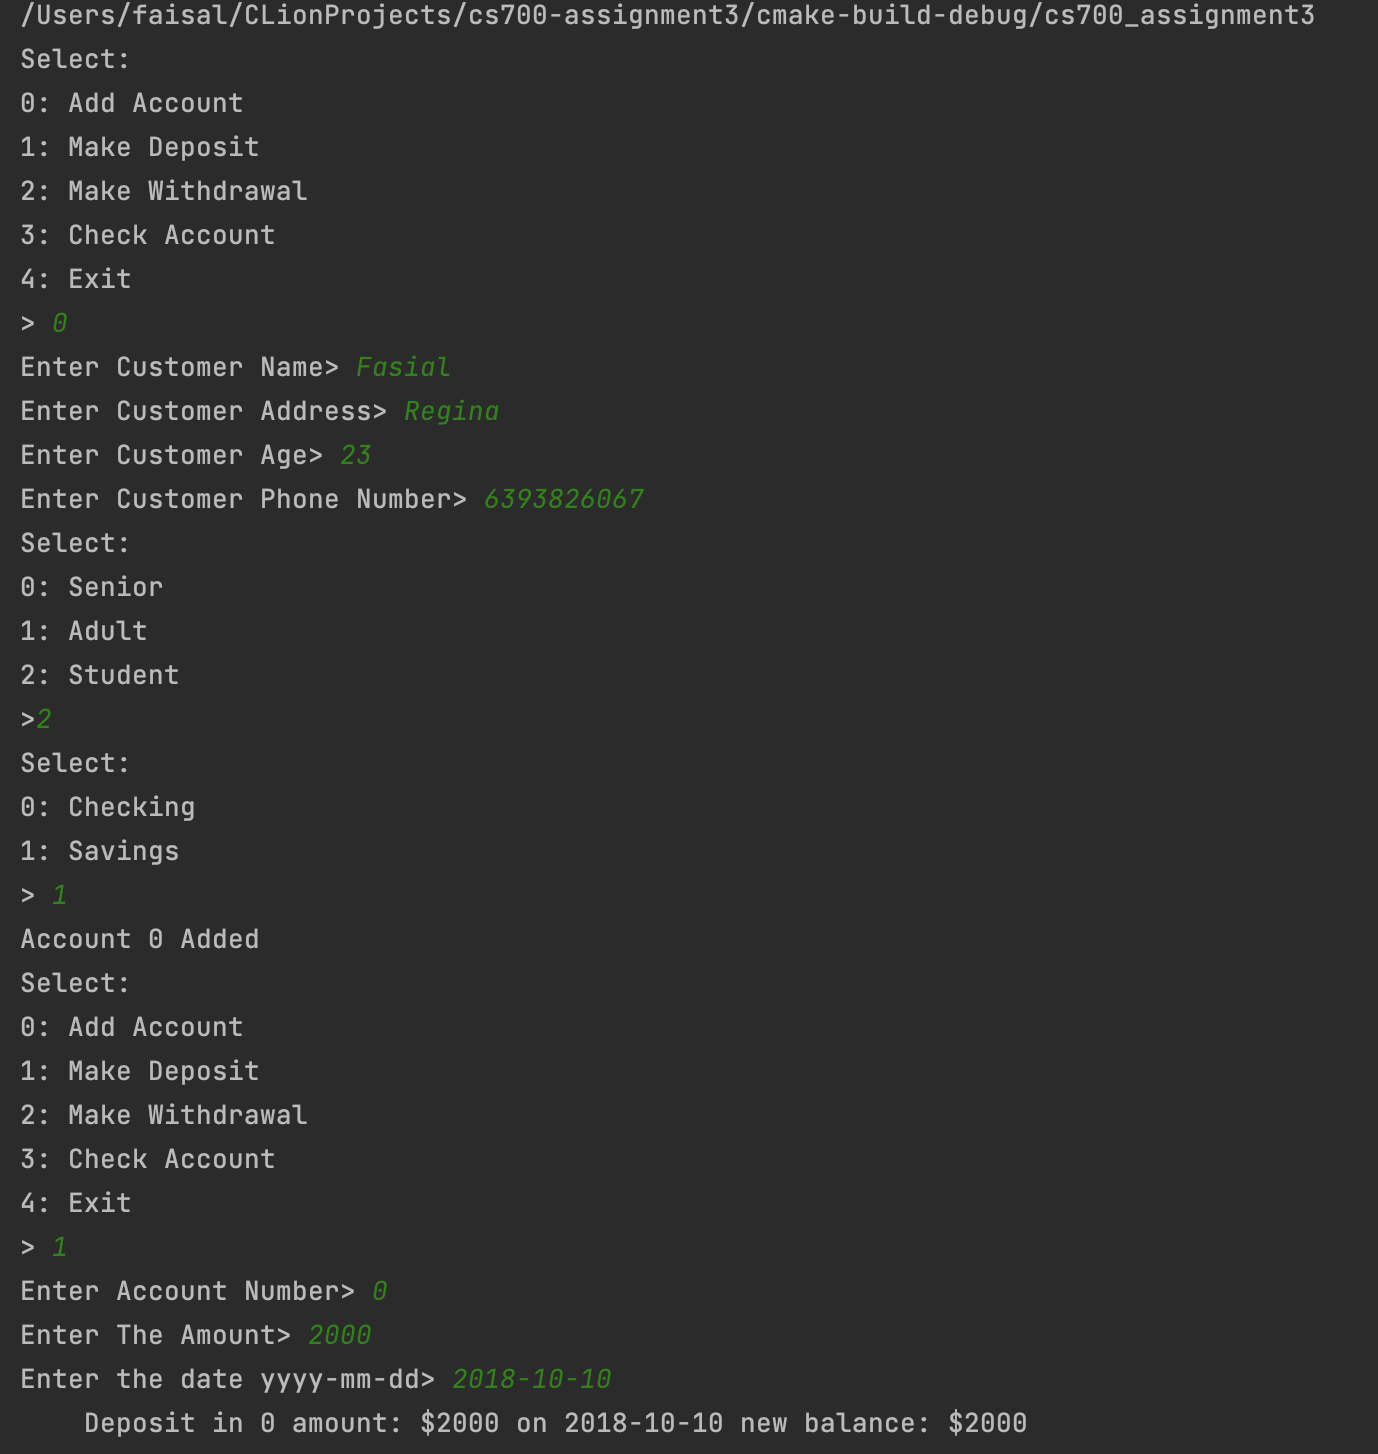 /Users/faisal/CLionProjects/cs700-assignment3/cmake-build-debug/cs700_assignment3
Select:
0: Add Account
1: Make Deposit
2: Make Withdrawal
3: Check Account
4: Exit
> 0
Enter Customer Name> Fasial
Enter Customer Address> Regina
Enter Customer Age> 23
Enter Customer Phone Number> 6393826067
Select:
0: Senior
1: Adult
2: Student
>2
Select:
0: Checking
1: Savings
> 1
Account 0 Added
Select:
0: Add Account
1: Make Deposit
2: Make Withdrawal
3: Check Account
4: Exit
> 1
Enter Account Number> 0
Enter The Amount> 2000
Enter the date yyyy-mm-dd> 2018-10-10
    Deposit in 0 amount: $2000 on 2018-10-10 new balance: $2000